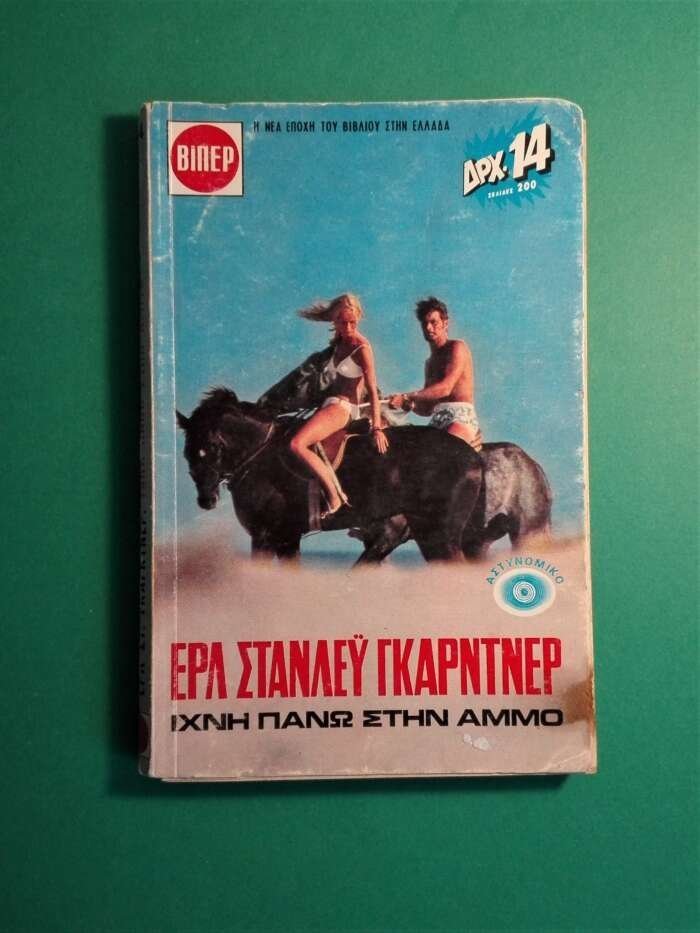 ΒΙΠΕΡ
Η ΝΕΑ ΕΠΟΧΗ ΤΟΥ ΒΙΒΛΙΟΥ ΣΤΗΝ ΕΛΛΑΔΑ
ΔΡΧ. 14
ΣΕΛΙΔΕΣ 200
ΑΣΤΥΝΟΜΙΚΟ
ΕΡΛ ΣΤΑΝΛΕΫ ΓΚΑΡΝΤΝΕΡ
ΙΧΝΗ ΠΑΝΩ ΣΤΗΝ ΑΜΜΟ